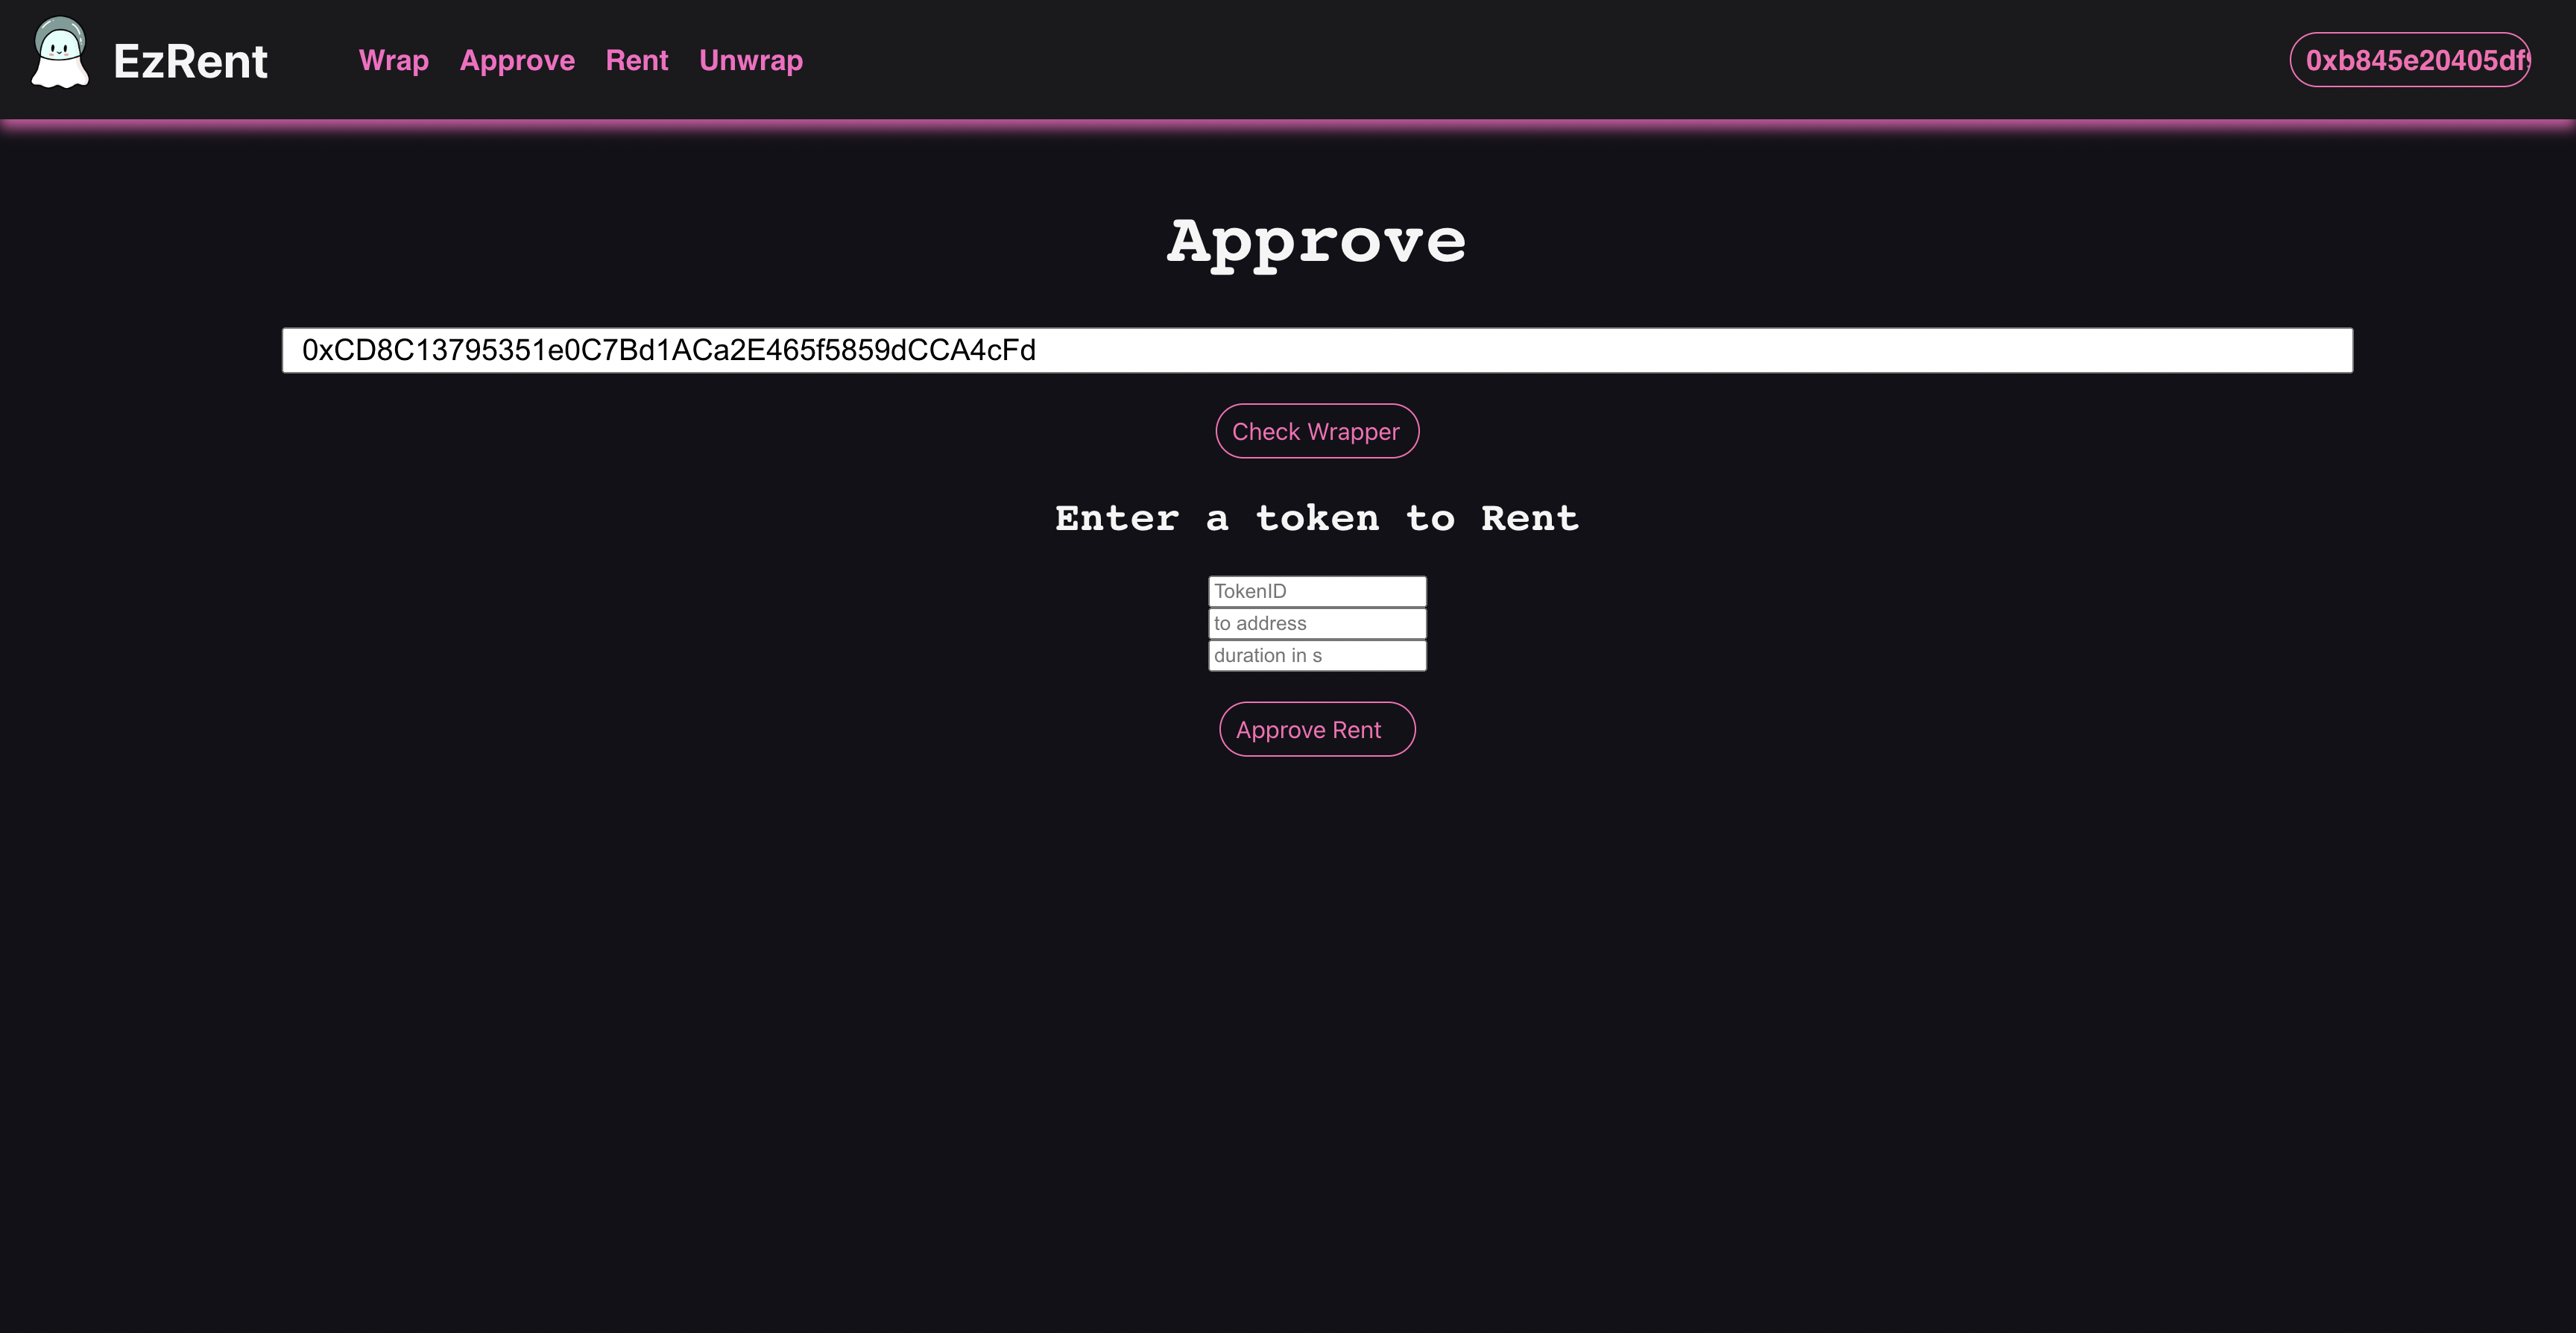 EzRent
Wrap Approve Rent Unwrap
0xb845e20405df
Approve
0xCD8C13795351e0C7Bd1ACa2E465f5859dCCA4cFd
Check Wrapper
Enter a token to Rent
TokenID
to address
duration in s
Approve Rent